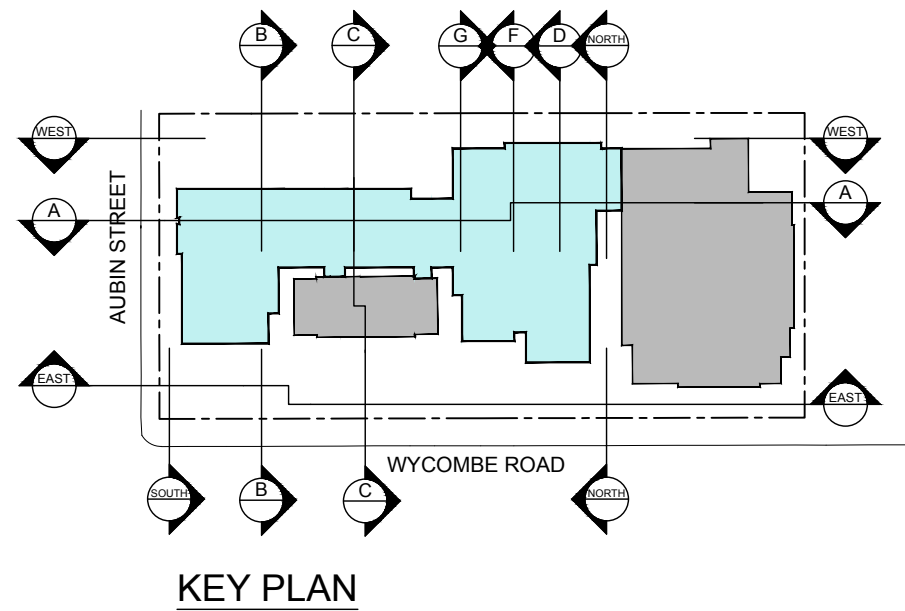 B
C
G
F
D
NORTH
WEST
WEST
A
A
AUBIN STREET
EAST
EAST
WYCOMBE ROAD
SOUTH
B
C
NORTH
KEY PLAN